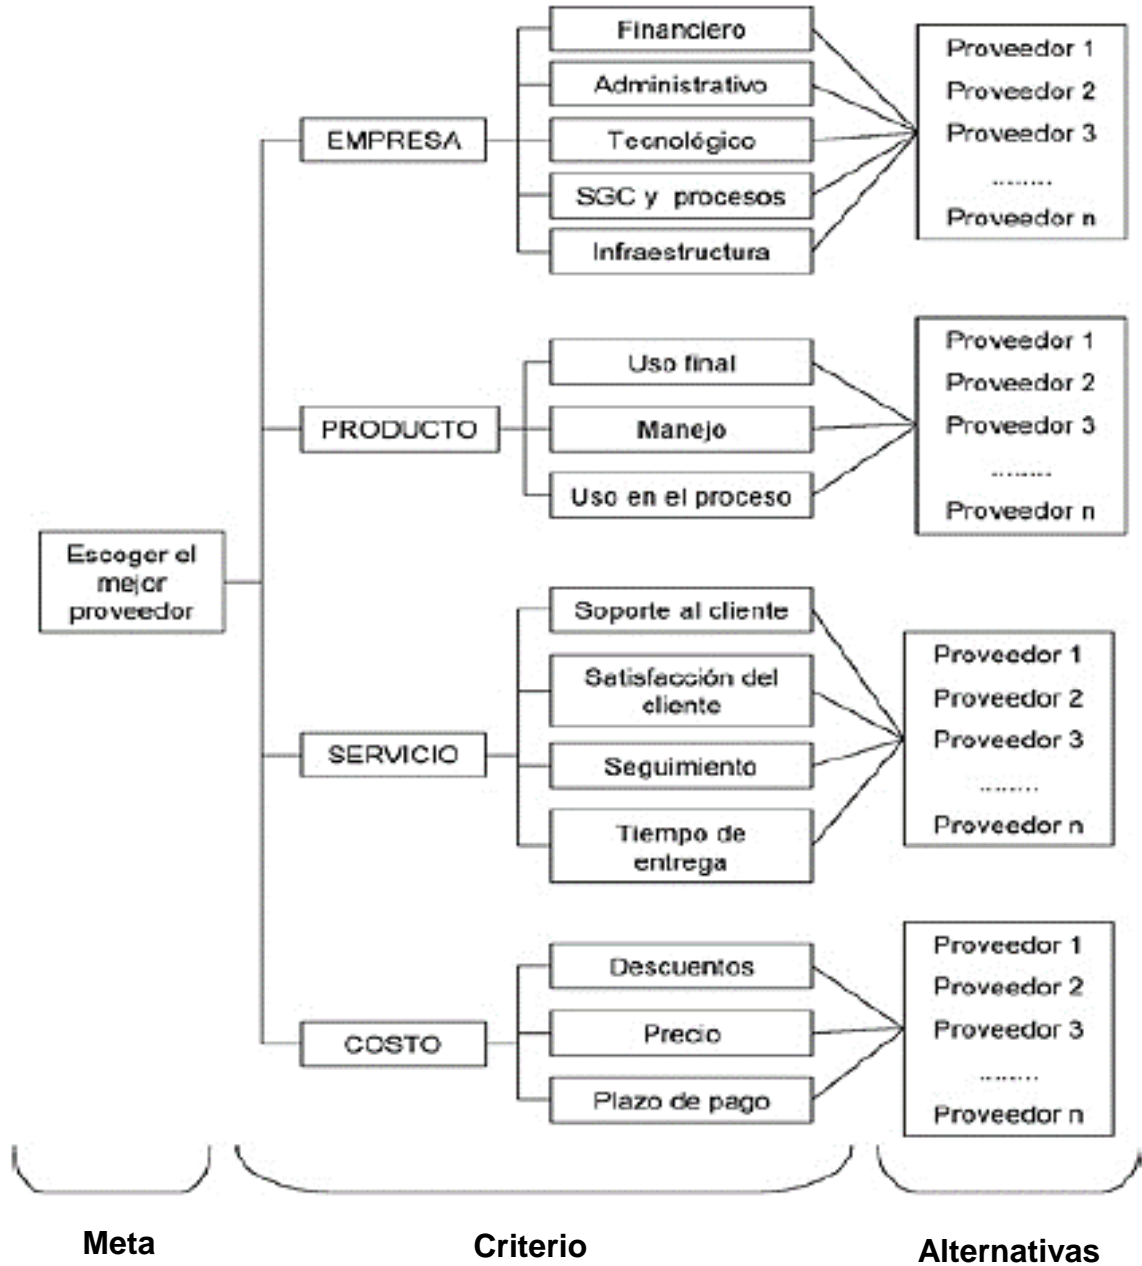 Financiero
Administrativo
Tecnológico
SGC y procesos
Infraestructura
EMPRESA
Proveedor 1
Proveedor 2
Proveedor 3
........
Proveedor n
Uso final
Manejo
Uso en el proceso
PRODUCTO
Proveedor 1
Proveedor 2
Proveedor 3
........
Proveedor n
Escoger el
mejor
proveedor
Soporte al cliente
Satisfacción del
cliente
Seguimiento
Tiempo de
entrega
SERVICIO
Proveedor 1
Proveedor 2
Proveedor 3
........
Proveedor n
Descuentos
Precio
Plazo de pago
COSTO
Proveedor 1
Proveedor 2
Proveedor 3
........
Proveedor n
Meta
Criterio
Alternativas